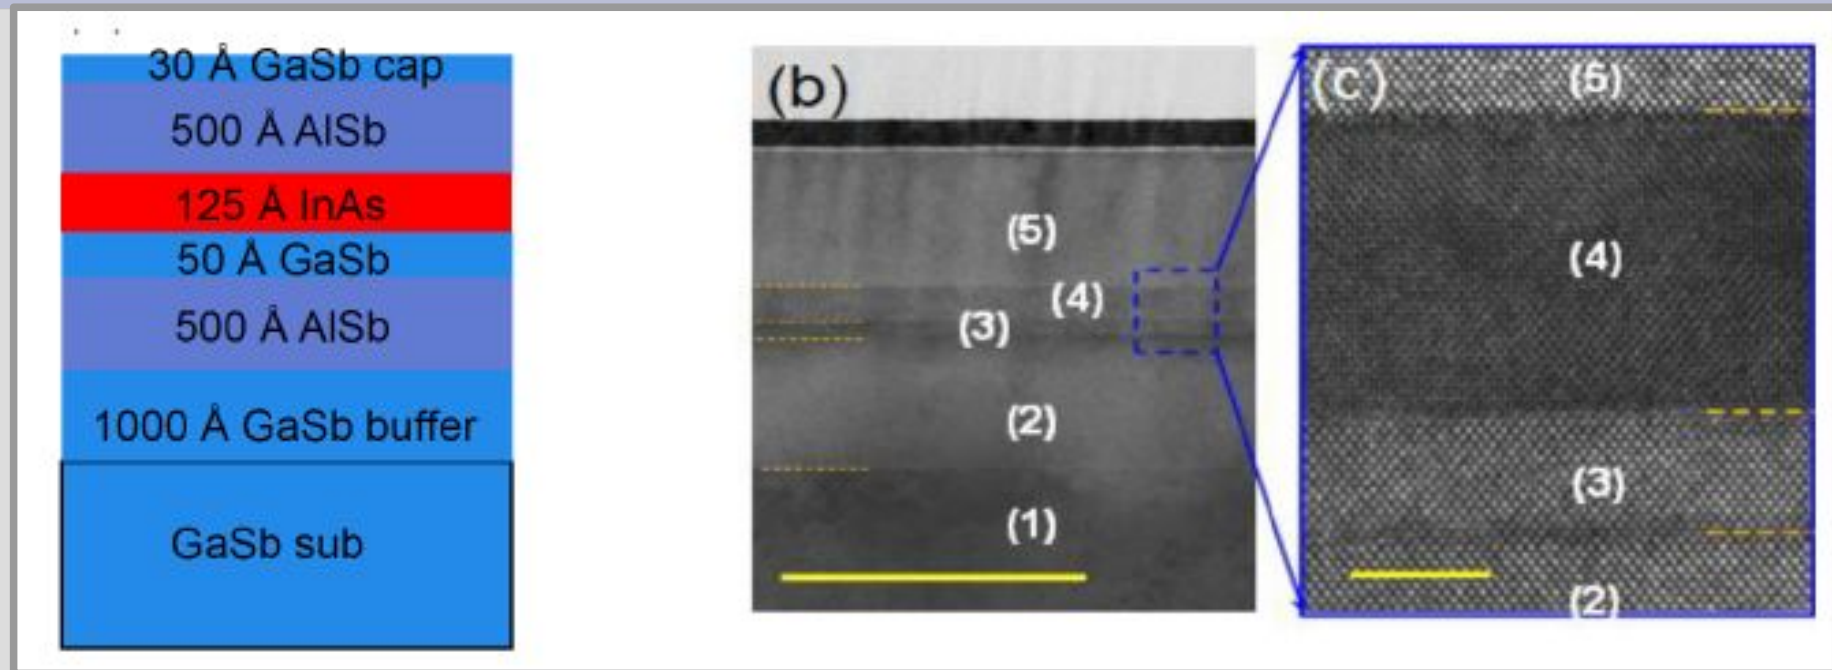 30 Å GaSb cap
500 Å AlSb
125 Å InAs
50 Å GaSb
500 Å AlSb
1000 Å GaSb buffer
GaSb sub
(b)
(5)
(4)
(3)
(2)
(1)
(c)
(5)
(4)
(3)
(2)